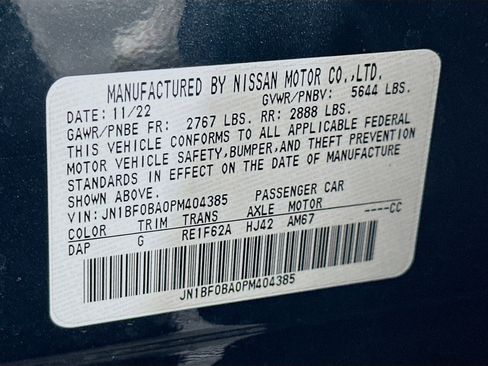 MANUFACTURED BY NISSAN MOTOR CO.,LTD.
DATE: 11/22 GVWR/PNBV: 5644 LBS.
GAWR/PNBE FR: 2767 LBS. RR: 2888 LBS.
THIS VEHICLE CONFORMS TO ALL APPLICABLE FEDERAL
MOTOR VEHICLE SAFETY,BUMPER,AND THEFT PREVENTION
STANDARDS IN EFFECT ON THE DATE OF MANUFACTURE
SHOWN ABOVE.
VIN: JN1BF0BA0PM404385 PASSENGER CAR
COLOR TRIM TRANS AXLE MOTOR
DAP G RE1F62A HJ42 AM67 ----CC
JN1BF0BA0PM404385